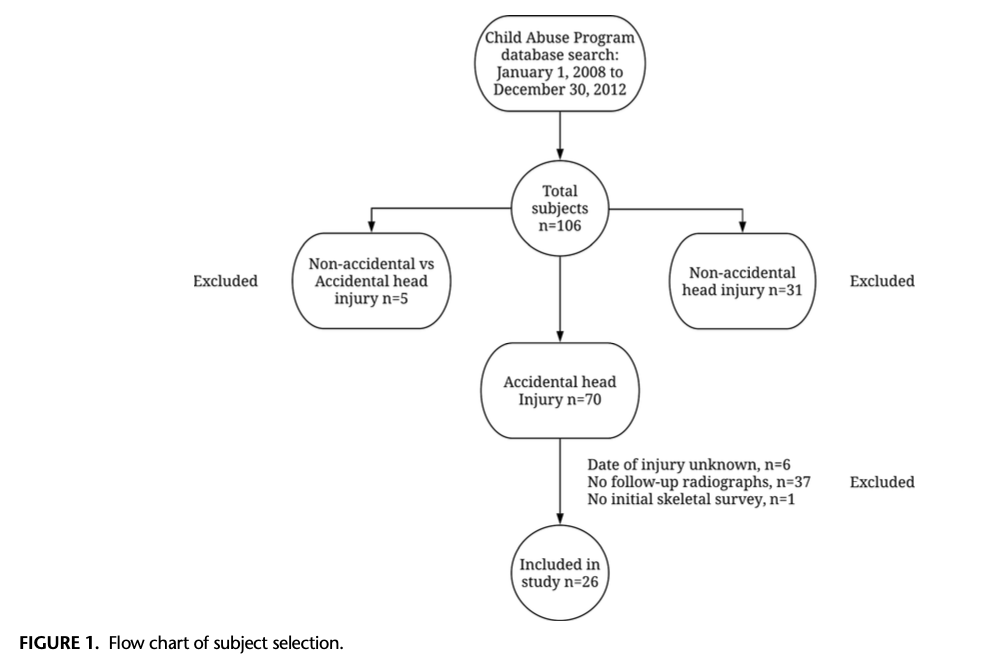 Child Abuse Program
database search:
January 1, 2008 to
December 30, 2012
Total
subjects
n=106
Excluded
Non-accidental vs
Accidental head
injury n=5
Non-accidental
head injury n=31
Excluded
Accidental head
Injury n=70
Date of injury unknown, n=6
No follow-up radiographs, n=37
No initial skeletal survey, n=1
Excluded
Included in
study n=26
FIGURE 1. Flow chart of subject selection.